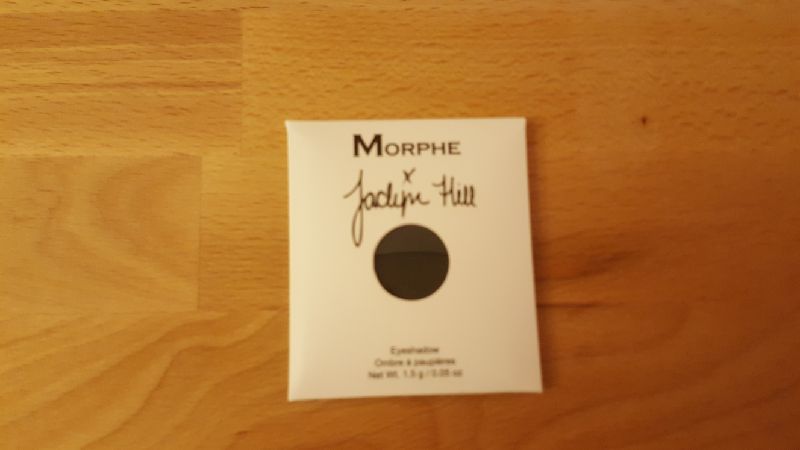 MORPHE
x
Jaclyn Hill
Eyeshadow
Ombre à paupières
Net Wt. 1.5 g / 0.05 oz